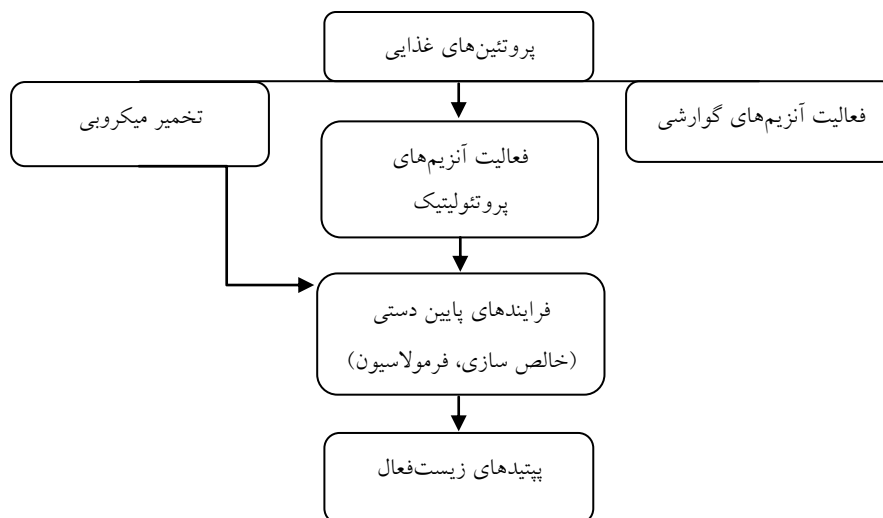 پروتئین‌های غذایی
تخمیر میکروبی
فعالیت آنزیم‌های گوارشی
فعالیت آنزیم‌های
پروتئولیتیک
فرایندهای پایین دستی
(خالص سازی، فرمولاسیون)
پپتیدهای زیست‌فعال